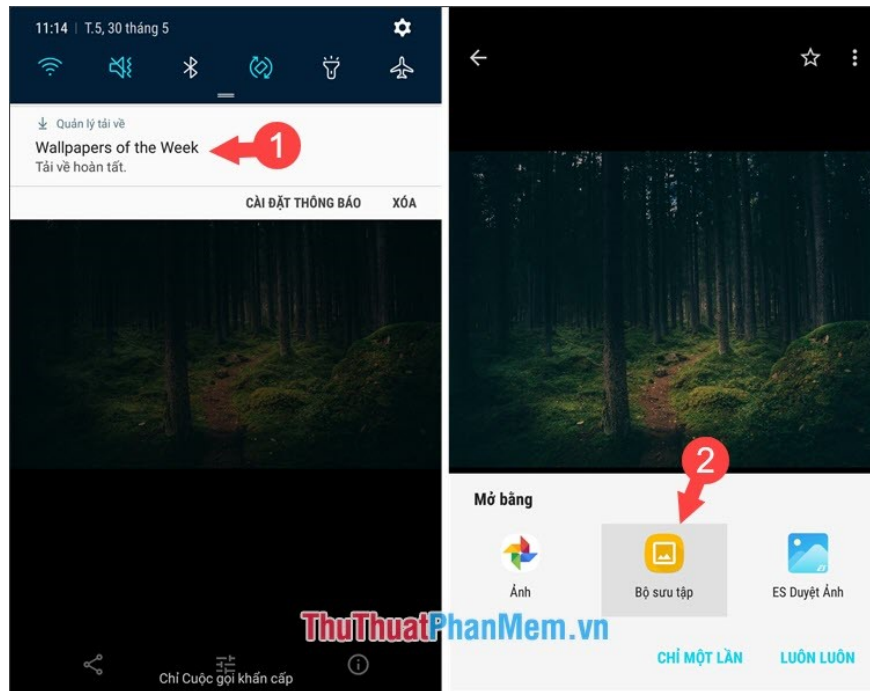 11:14 | T.5, 30 tháng 5
Quản lý tải về
Wallpapers of the Week
Tải về hoàn tất.
CÀI ĐẶT THÔNG BÁO XÓA
1
Chỉ Cuộc gọi khẩn cấp
2
Mở bằng
Ảnh Bộ sưu tập ES Duyệt Ảnh
ThuThuatPhanMem.vn
CHỈ MỘT LẦN LUÔN LUÔN